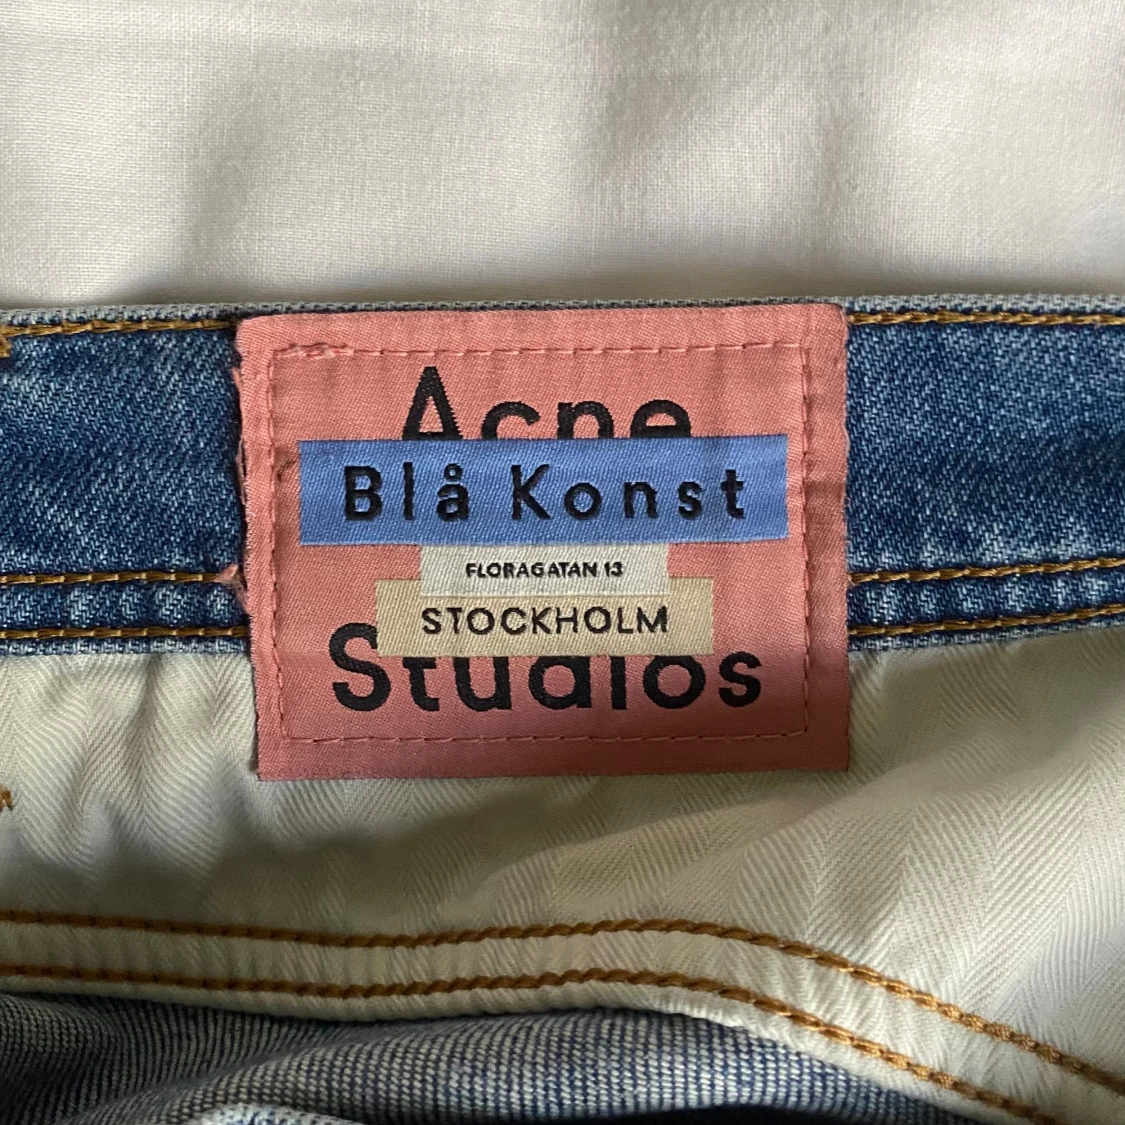 Acne
Blå Konst
FLORAGATAN 13
STOCKHOLM
Studios